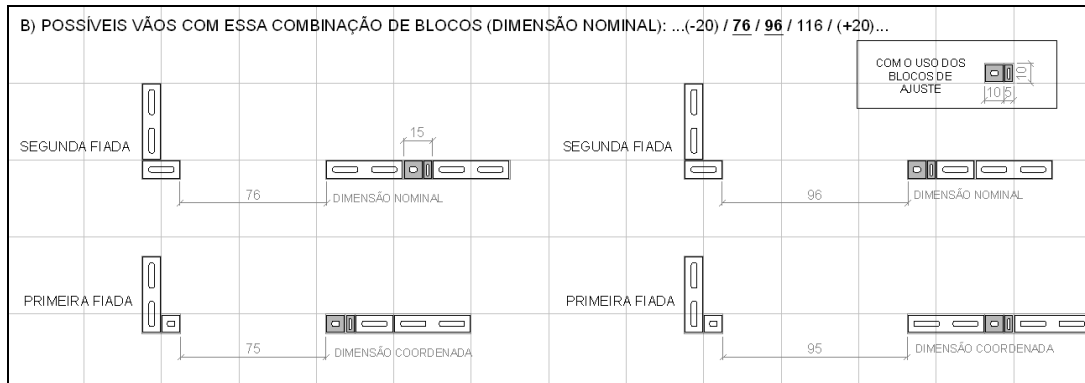 B) POSSÍVEIS VÃOS COM ESSA COMBINAÇÃO DE BLOCOS (DIMENSÃO NOMINAL): ...(-20) / 76 / 96 / 116 / (+20)...
COM O USO DOS
BLOCOS DE
AJUSTE
10
10
5
SEGUNDA FIADA
15
76
DIMENSÃO NOMINAL
SEGUNDA FIADA
96
DIMENSÃO NOMINAL
PRIMEIRA FIADA
75
DIMENSÃO COORDENADA
PRIMEIRA FIADA
95
DIMENSÃO COORDENADA